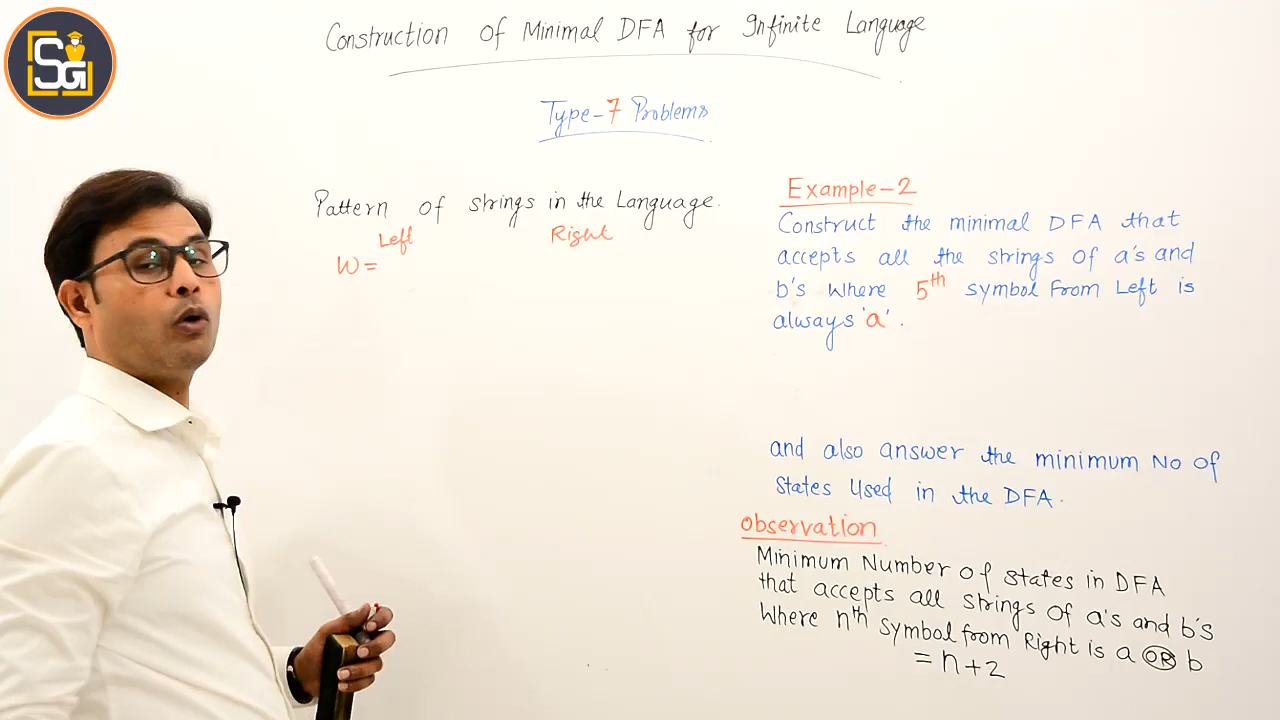 SG
Construction of Minimal DFA for Infinite Language
Type-7 Problems
Pattern of strings in the Language.
Left Right
W =
Example-2
Construct the minimal DFA that
accepts all the strings of a's and
b's where 5th symbol from Left is
always 'a'.
and also answer the minimum No of
states Used in the DFA.
observation
Minimum Number of states in DFA
that accepts all strings of a's and b's
Where nth symbol from Right is a OR b
= n+2